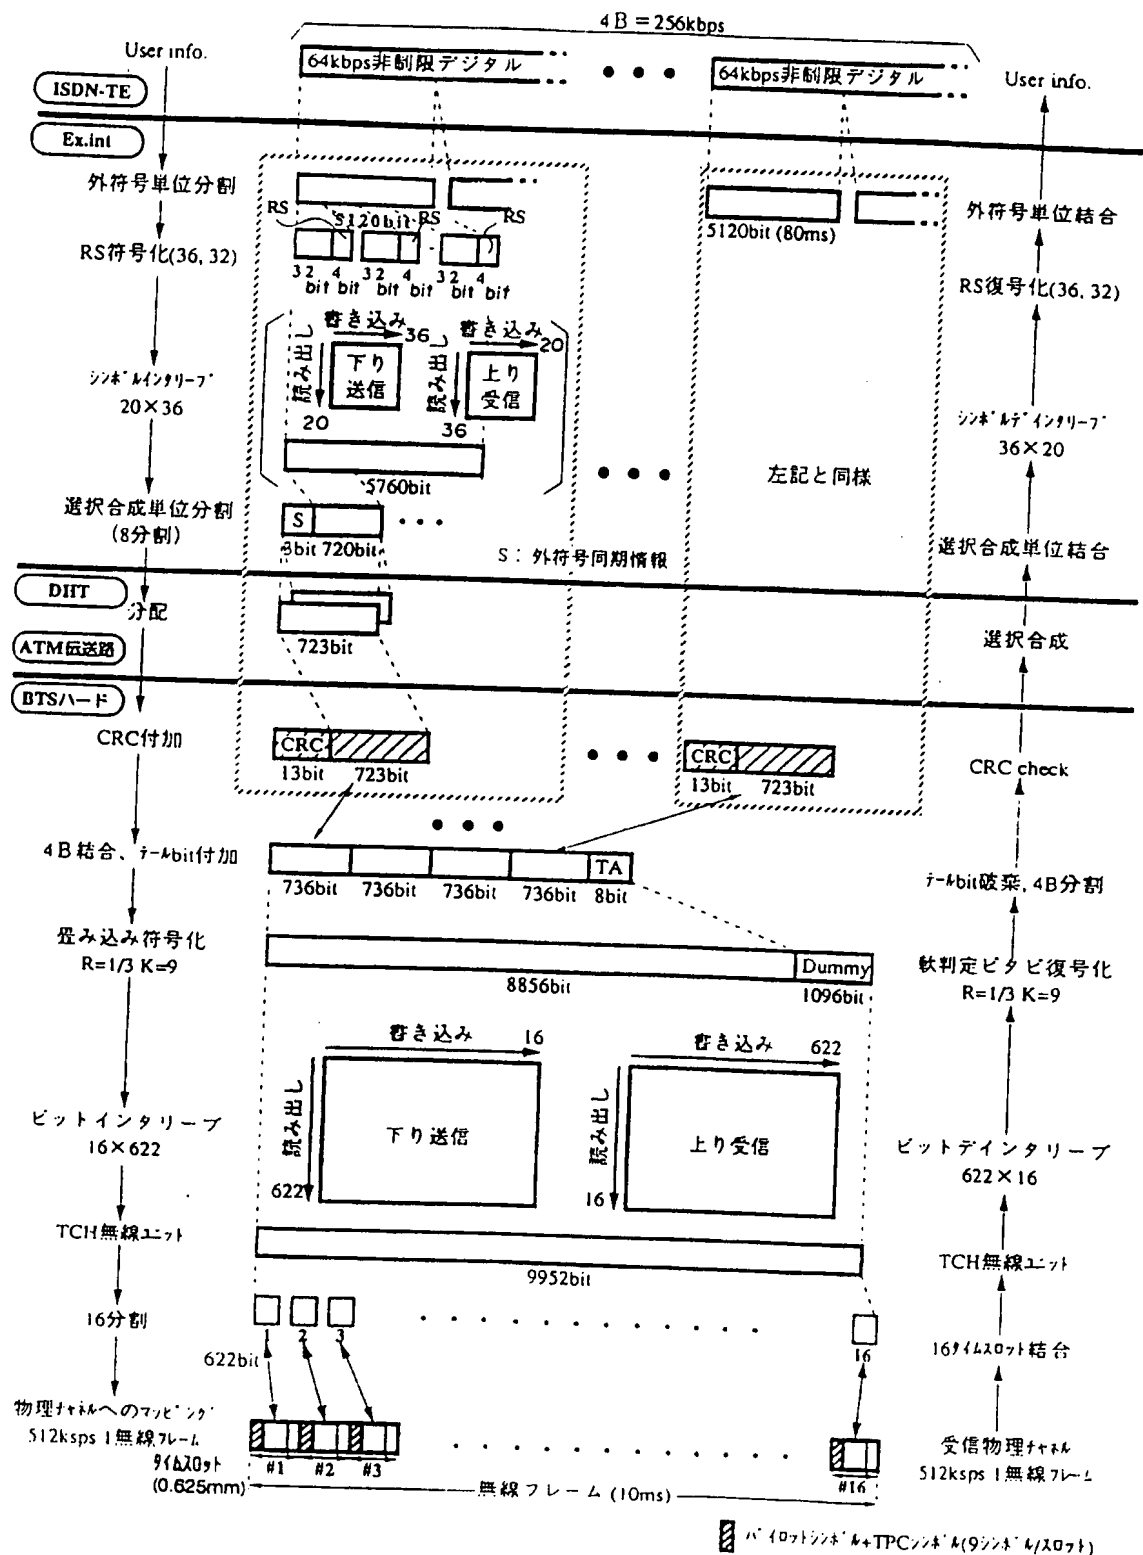 4B=256kbps
User info.
64kbps非制限デジタル
64kbps非制限デジタル
User info.
ISDN-TE
Ex.int
外符号単位分割
RS
5120bit
RS
RS
5120bit (80ms)
外符号単位結合
RS符号化(36, 32)
32bit 4bit 32bit 4bit 32bit 4bit
RS復号化(36, 32)
書き込み 36
読み出し
下り送信
20
書き込み 20
読み出し
上り受信
36
シンボルインタリーブ
20×36
シンボルデインタリーブ
36×20
5760bit
左記と同様
選択合成単位分割
(8分割)
S
3bit 720bit
S: 外符号同期情報
選択合成単位結合
DHT
分配
723bit
ATM伝送路
選択合成
BTSハード
CRC付加
CRC
13bit 723bit
CRC
13bit 723bit
CRC check
4B結合、テールbit付加
TA
736bit 736bit 736bit 736bit 8bit
テールbit破棄, 4B分割
畳み込み符号化
R=1/3 K=9
Dummy
8856bit 1096bit
軟判定ビタビ復号化
R=1/3 K=9
書き込み 16
読み出し
下り送信
622
書き込み 622
読み出し
上り受信
16
ビットインタリーブ
16×622
ビットデインタリーブ
622×16
TCH無線ユニット
9952bit
TCH無線ユニット
16分割
1 2 3
16
622bit
16タイムスロット結合
物理チャネルへのマッピング
512ksps 1無線フレーム
タイムスロット
(0.625mm)
#1 #2 #3
#16
無線フレーム (10ms)
受信物理チャネル
512ksps 1無線フレーム
パイロットシンボル+TPCシンボル(9シンボル/スロット)